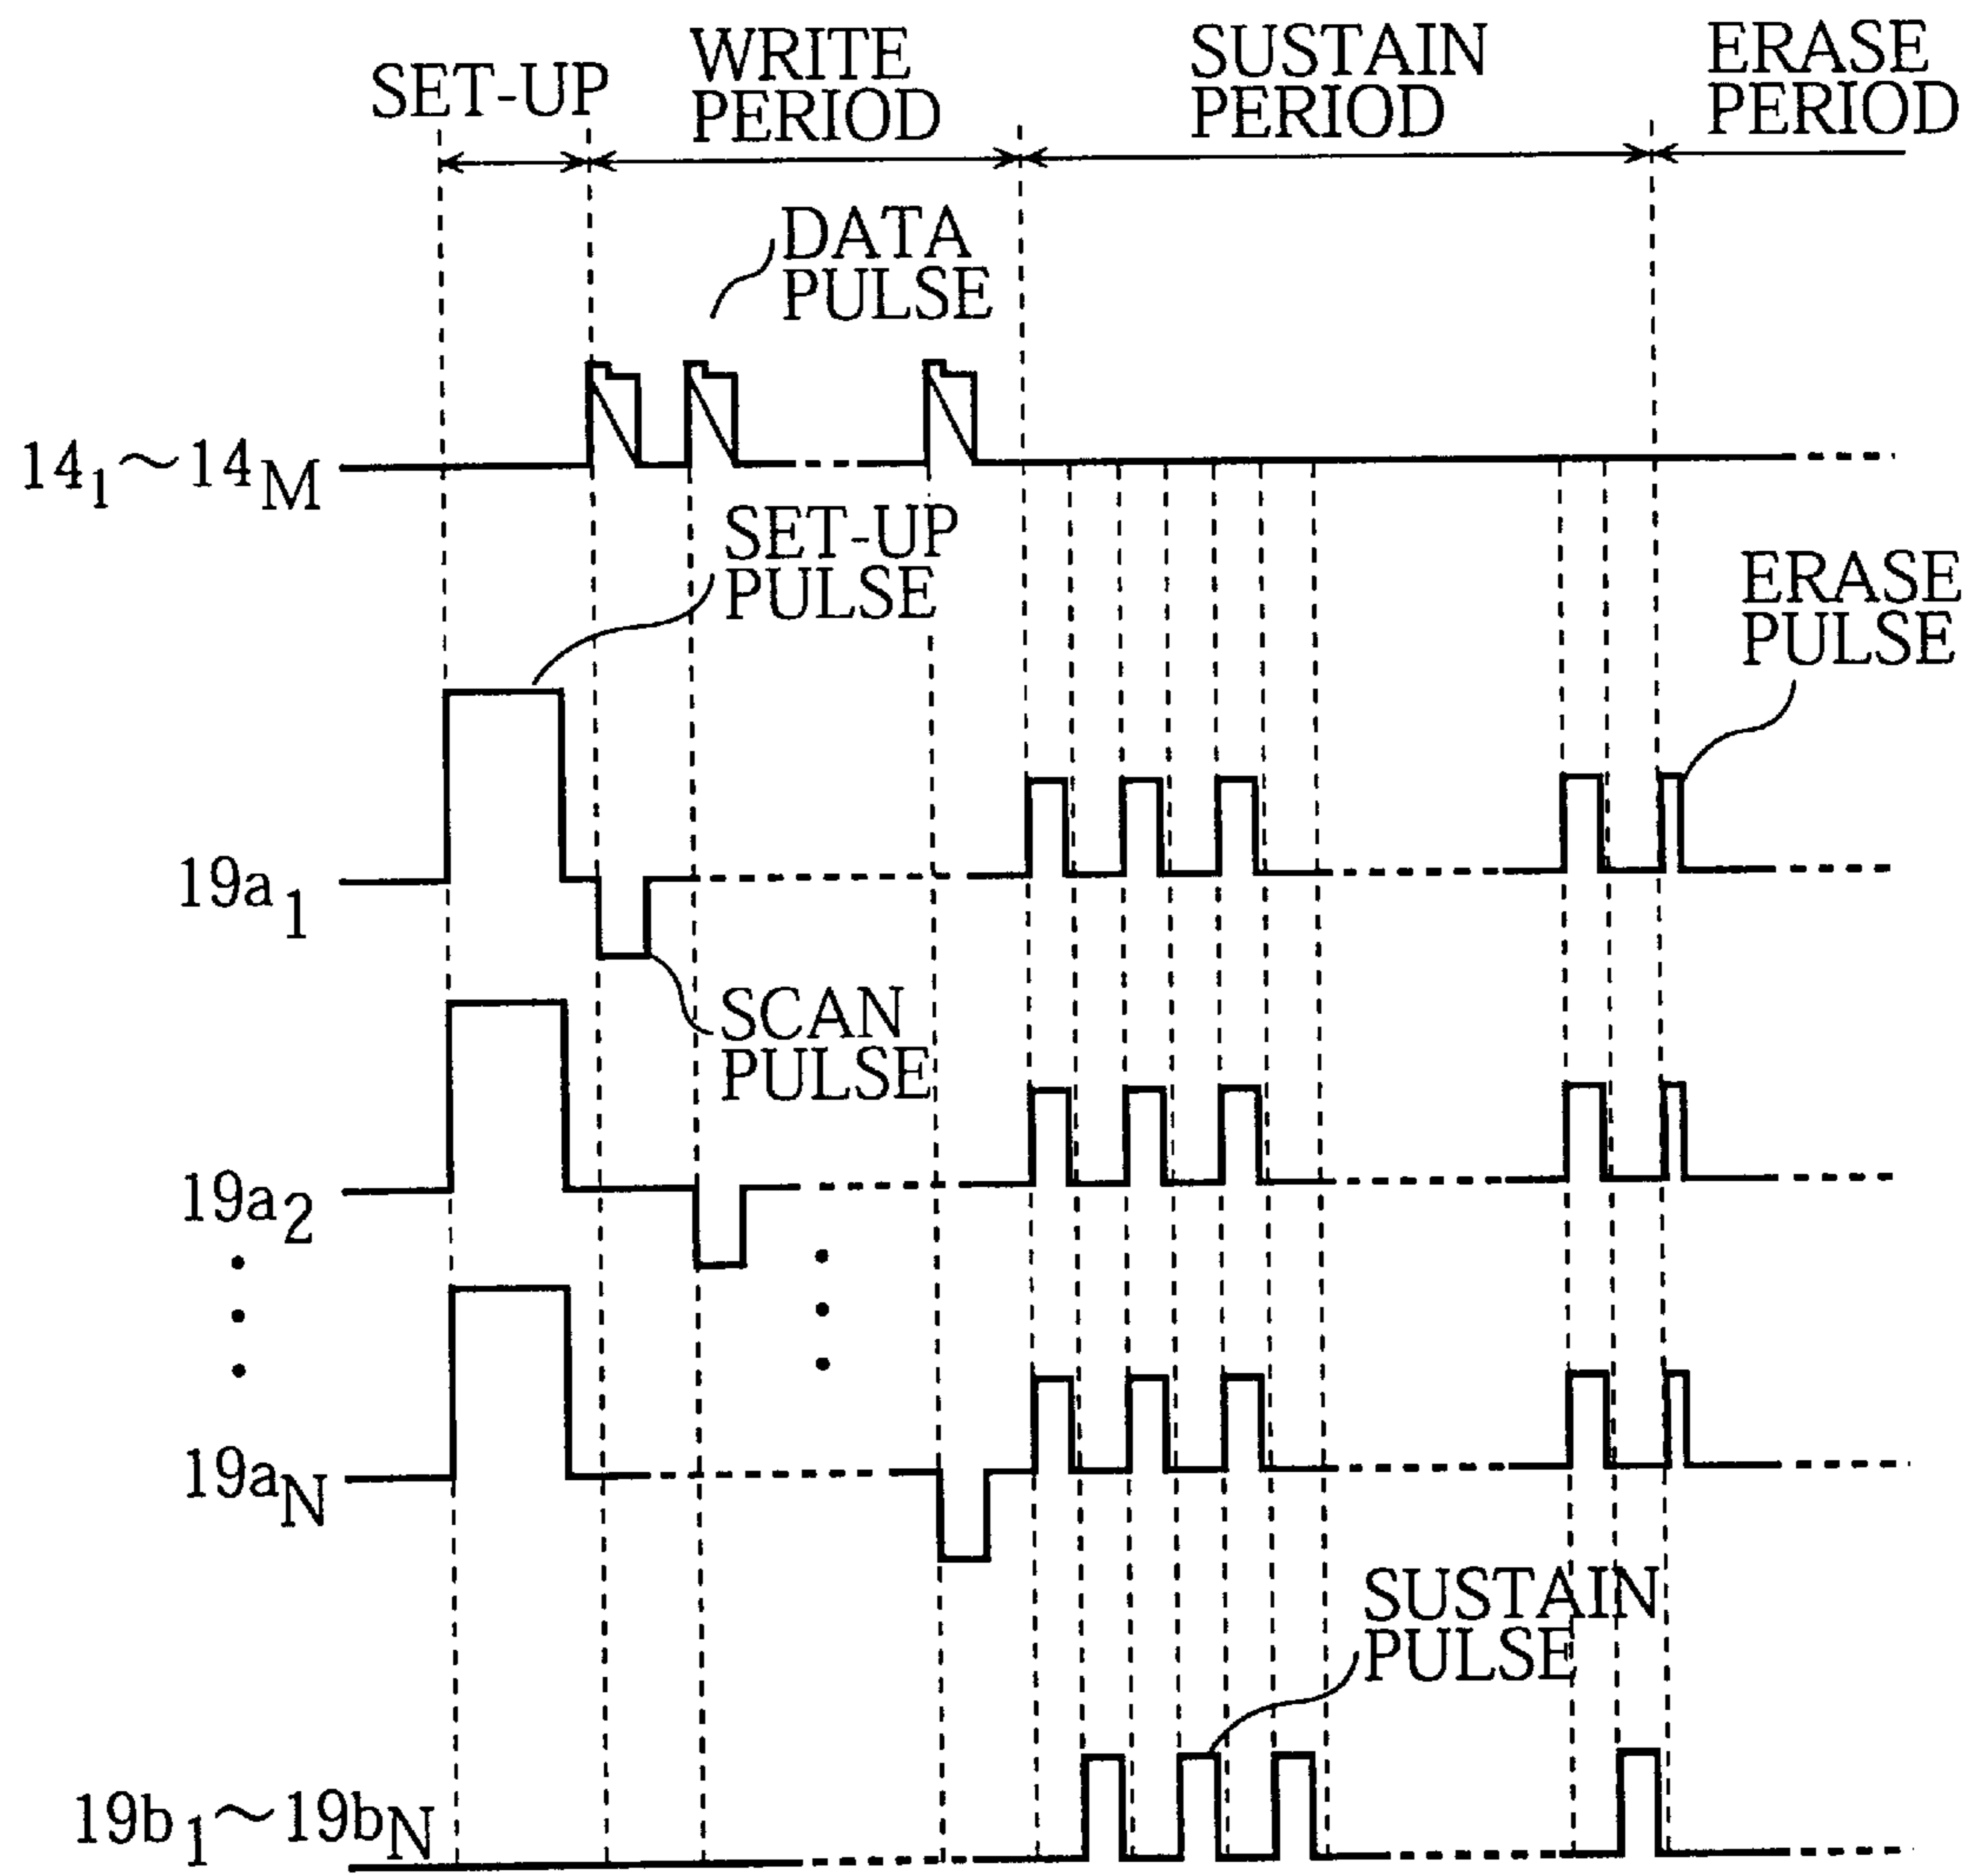 SET-UP
WRITE
PERIOD
SUSTAIN
PERIOD
ERASE
PERIOD
DATA
PULSE
14₁~14M
SET-UP
PULSE
ERASE
PULSE
19a₁
SCAN
PULSE
19a₂
19aN
SUSTAIN
PULSE
19b₁~19bN